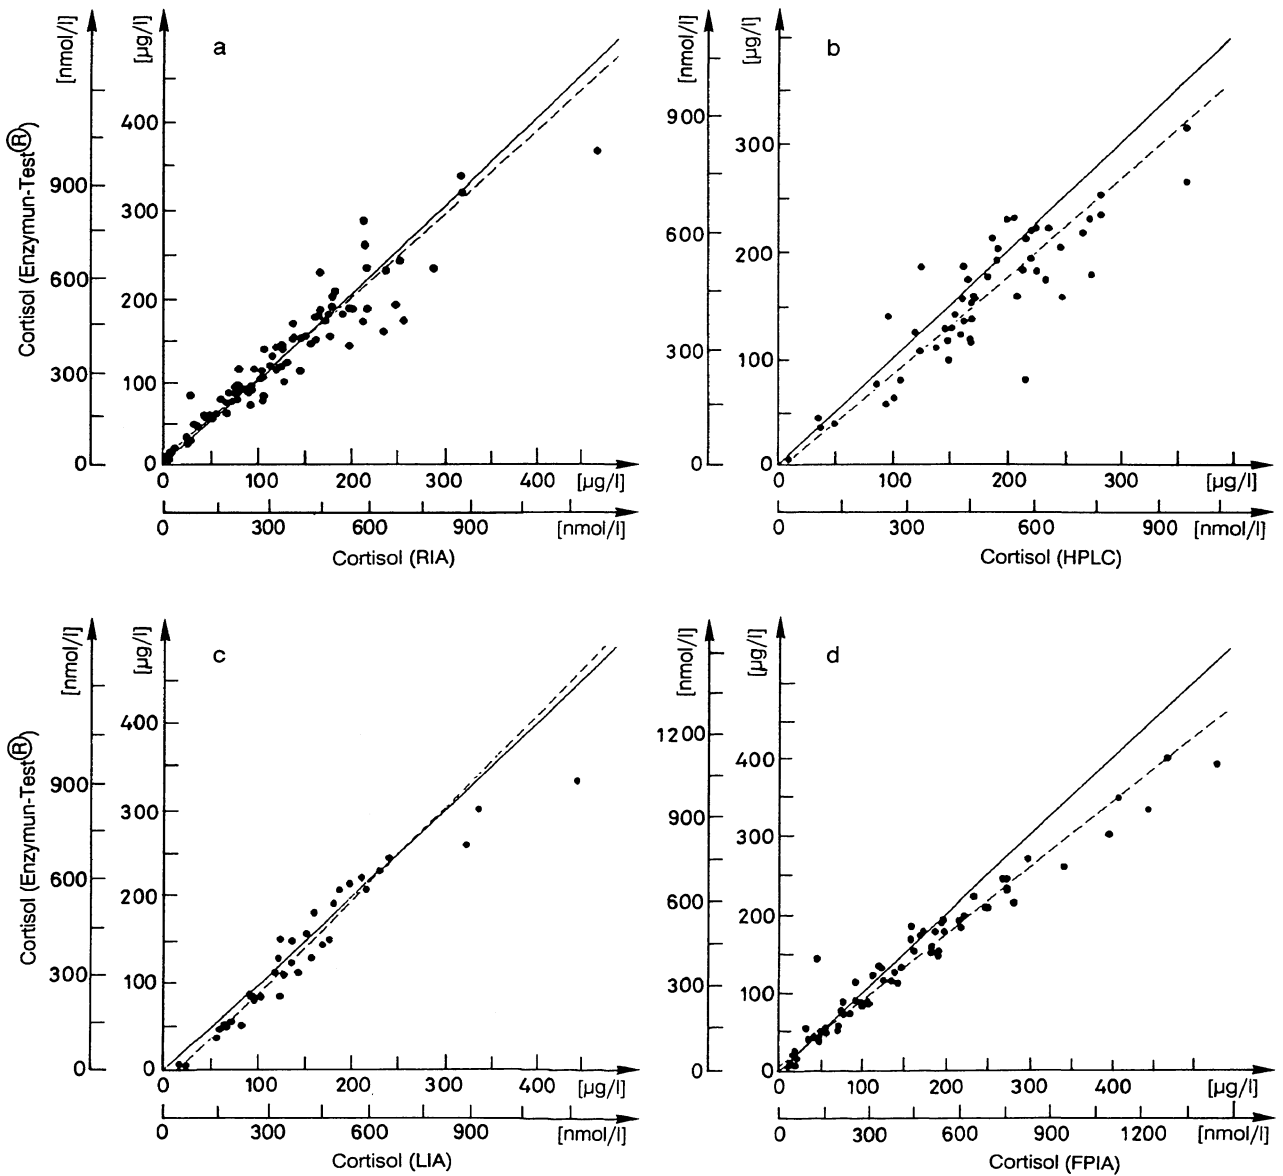 a
[nmol/l]
[µg/l]
Cortisol (Enzymun-Test®)
900
600
300
0
400
300
200
100
0
100 200 300 400 [µg/l]
0 300 600 900 [nmol/l]
Cortisol (RIA)
b
[nmol/l]
[µg/l]
900
600
300
0
300
200
100
0
100 200 300 [µg/l]
0 300 600 900 [nmol/l]
Cortisol (HPLC)
c
[nmol/l]
[µg/l]
Cortisol (Enzymun-Test®)
900
600
300
0
400
300
200
100
0
100 200 300 400 [µg/l]
0 300 600 900 [nmol/l]
Cortisol (LIA)
d
[nmol/l]
[µg/l]
1200
900
600
300
0
400
300
200
100
0
0 100 200 300 400 [µg/l]
0 300 600 900 1200 [nmol/l]
Cortisol (FPIA)